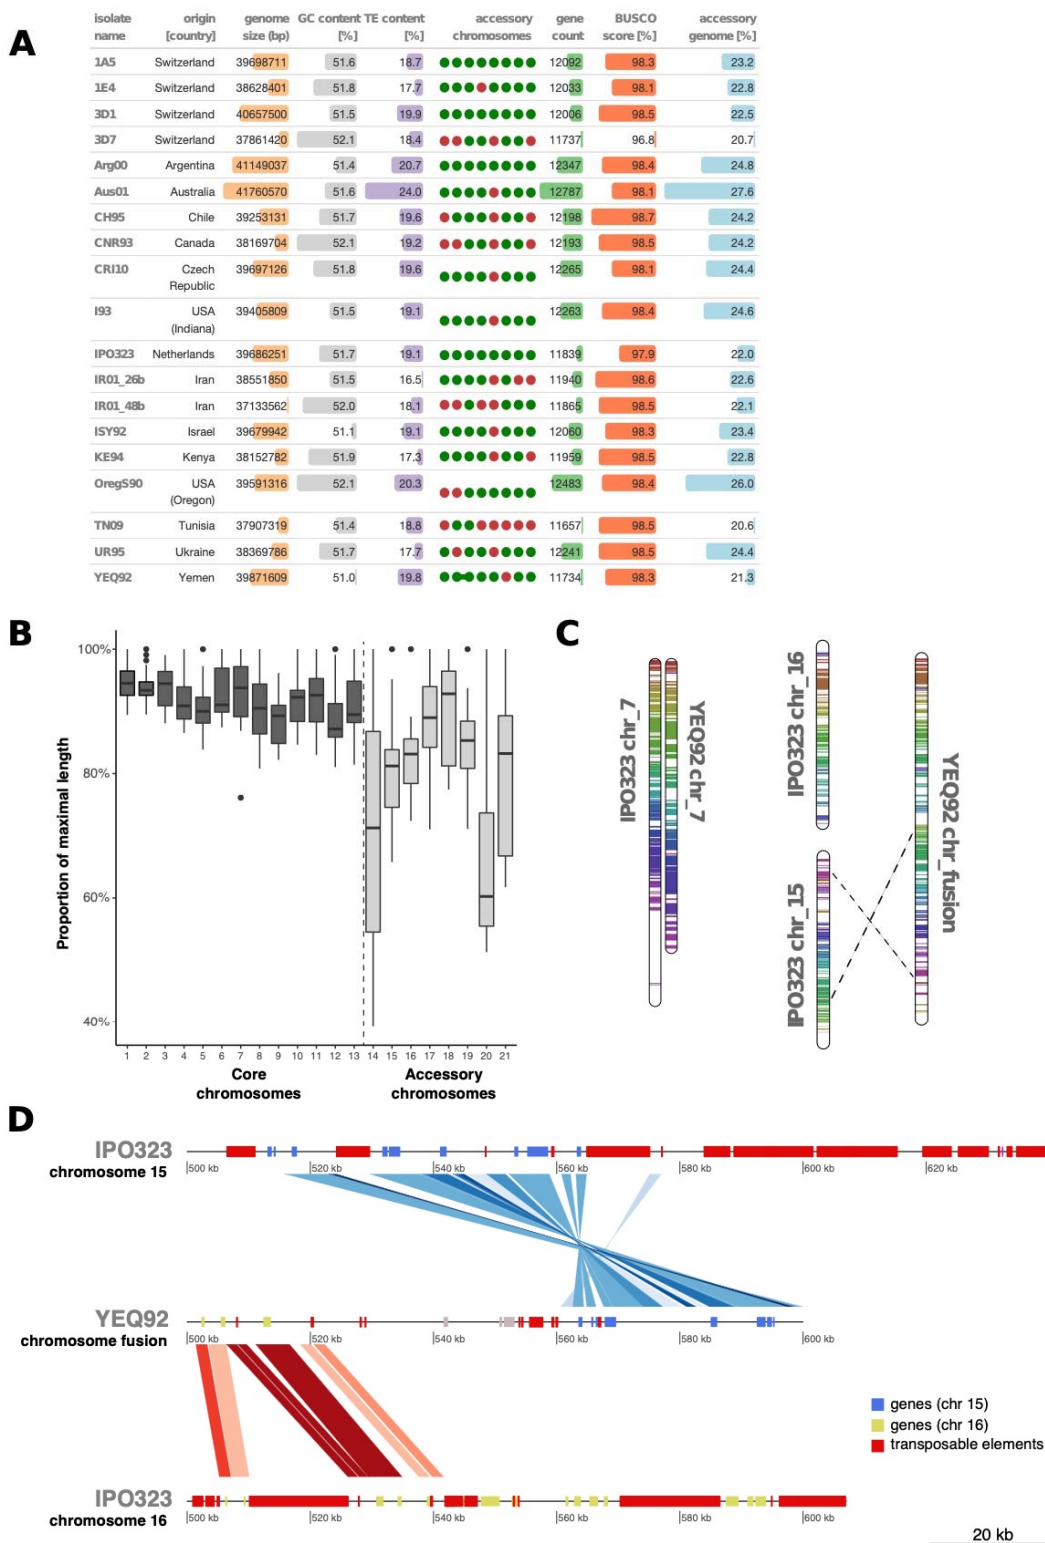 A
isolate origin genome GC content TE content accessory gene BUSCO accessory
name [country] size (bp) [%] [%] chromosomes count score [%] genome [%]
1A5 Switzerland 39698711 51.6 18.7 12092 98.3 23.2
1E4 Switzerland 38628401 51.8 17.7 12033 98.1 22.8
3D1 Switzerland 40657500 51.5 19.9 12006 98.5 22.5
3D7 Switzerland 37861420 52.1 18.4 11737 96.8 20.7
Arg00 Argentina 41149037 51.4 20.7 12347 98.4 24.8
Aus01 Australia 41760570 51.6 24.0 12787 98.1 27.6
CH95 Chile 39253131 51.7 19.6 12198 98.7 24.2
CNR93 Canada 38169704 52.1 19.2 12193 98.5 24.2
CRI10 Czech 39697126 51.8 19.6 12265 98.1 24.4
Republic
I93 USA 39405809 51.5 19.1 12263 98.4 24.6
(Indiana)
IPO323 Netherlands 39686251 51.7 19.1 11839 97.9 22.0
IR01_26b Iran 38551850 51.5 16.5 11940 98.6 22.6
IR01_48b Iran 37133562 52.0 18.1 11865 98.5 22.1
ISY92 Israel 39679942 51.1 19.1 12060 98.3 23.4
KE94 Kenya 38152782 51.9 17.3 11959 98.5 22.8
OregS90 USA 39591316 52.1 20.3 12483 98.4 26.0
(Oregon)
TN09 Tunisia 37907319 51.4 18.8 11657 98.5 20.6
UR95 Ukraine 38369786 51.7 17.7 12241 98.5 24.4
YEQ92 Yemen 39871609 51.0 19.8 11734 98.3 21.3
B
Proportion of maximal length
100%
80%
60%
40%
1 2 3 4 5 6 7 8 9 10 11 12 13 14 15 16 17 18 19 20 21
Core
chromosomes
Accessory
chromosomes
C
IPO323 chr_7
YEQ92 chr_7
IPO323 chr_16
IPO323 chr_15
YEQ92 chr_fusion
D
IPO323
chromosome 15
500 kb 520 kb 540 kb 560 kb 580 kb 600 kb 620 kb
YEQ92
chromosome fusion
500 kb 520 kb 540 kb 560 kb 580 kb 600 kb
genes (chr 15)
genes (chr 16)
transposable elements
IPO323
chromosome 16
500 kb 520 kb 540 kb 560 kb 580 kb 600 kb
20 kb